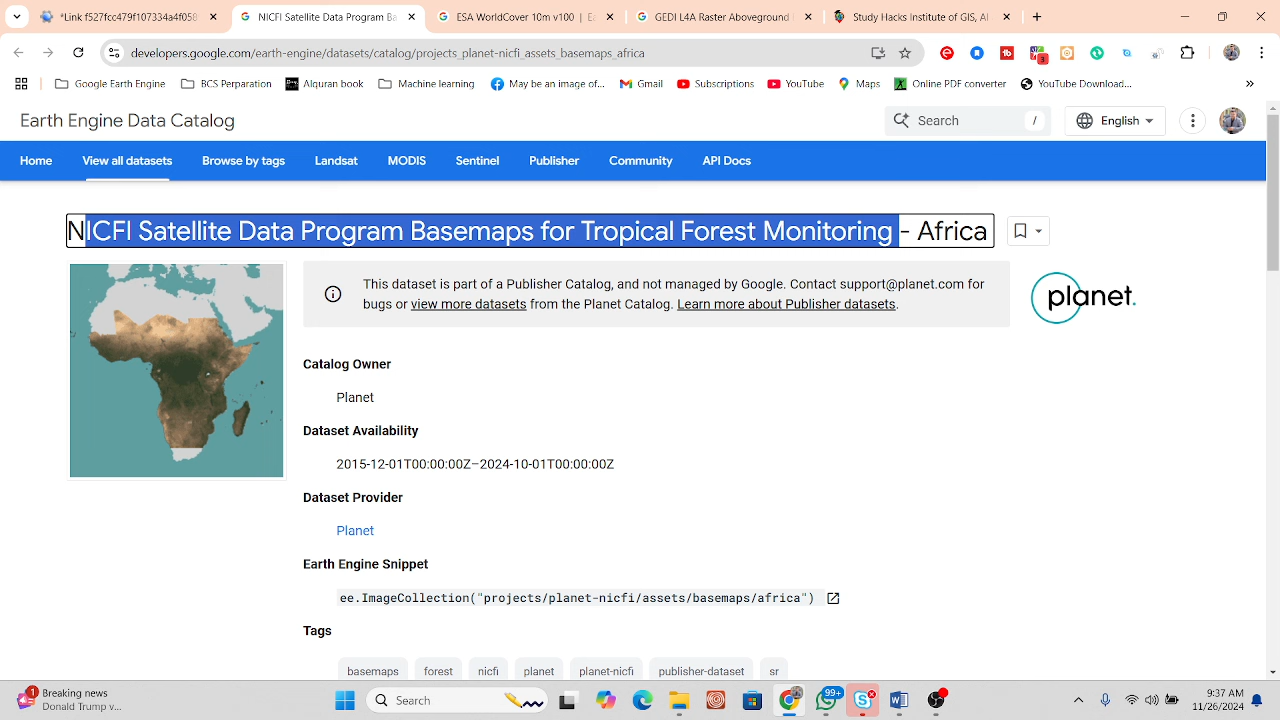 *Link f527fcc479f107334a4f050
NICFI Satellite Data Program Ba
ESA WorldCover 10m v100 | Ea
GEDI L4A Raster Aboveground
Study Hacks Institute of GIS, AI
developers.google.com/earth-engine/datasets/catalog/projects_planet-nicfi_assets_basemaps_africa
3
Google Earth Engine
BCS Perparation
Alquran book
Machine learning
May be an image of...
Gmail
Subscriptions
YouTube
Maps
Online PDF converter
YouTube Download...
Earth Engine Data Catalog
Search
/
English
Home
View all datasets
Browse by tags
Landsat
MODIS
Sentinel
Publisher
Community
API Docs
NICFI Satellite Data Program Basemaps for Tropical Forest Monitoring - Africa
This dataset is part of a Publisher Catalog, and not managed by Google. Contact support@planet.com for
bugs or view more datasets from the Planet Catalog. Learn more about Publisher datasets.
planet.
Catalog Owner
Planet
Dataset Availability
2015-12-01T00:00:00Z–2024-10-01T00:00:00Z
Dataset Provider
Planet
Earth Engine Snippet
ee.ImageCollection("projects/planet-nicfi/assets/basemaps/africa")
Tags
basemaps
forest
nicfi
planet
planet-nicfi
publisher-dataset
sr
1
Breaking news
Donald Trump v...
Search
99+
9:37 AM
11/26/2024